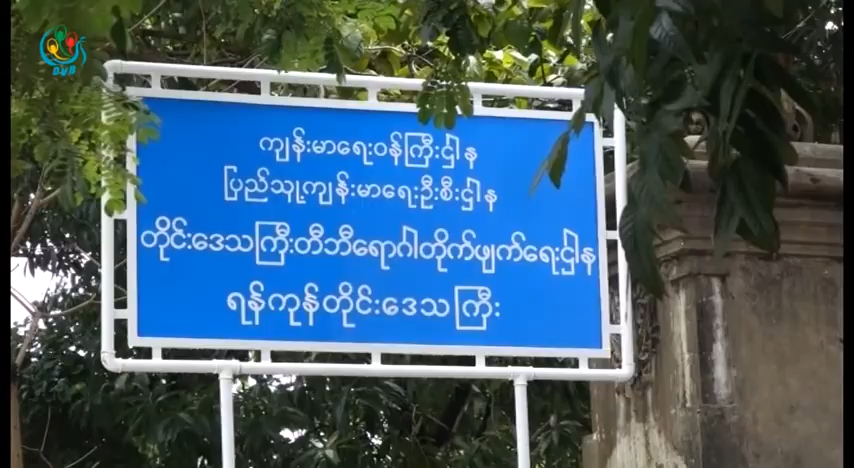 DVB
ကျန်းမာရေးဝန်ကြီးဌါန
ပြည်သူ့ကျန်းမာရေးဦးစီးဌါန
တိုင်းဒေသကြီးတီဘီရောဂါတိုက်ဖျက်ရေးဌါန
ရန်ကုန်တိုင်းဒေသကြီး